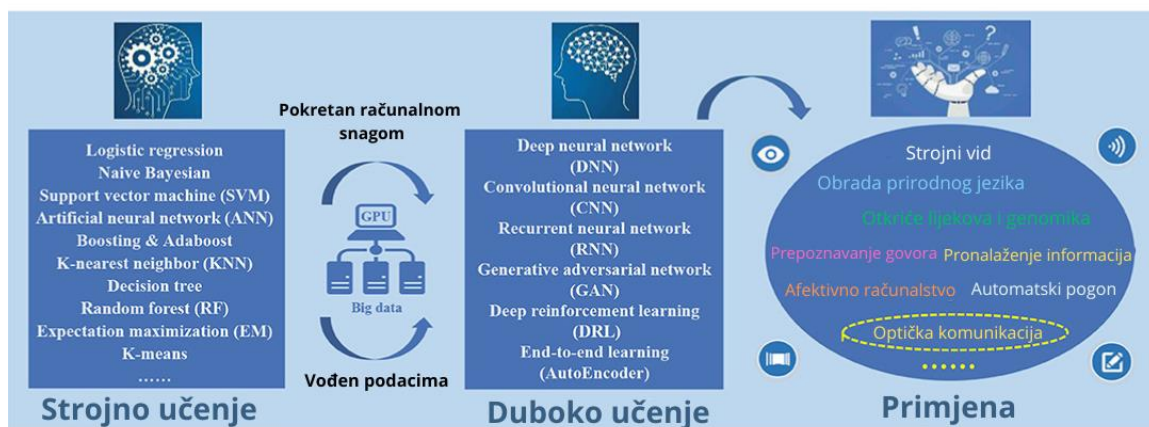 Pokretan računalnom
snagom
Logistic regression
Naive Bayesian
Support vector machine (SVM)
Artificial neural network (ANN)
Boosting & Adaboost
K-nearest neighbor (KNN)
Decision tree
Random forest (RF)
Expectation maximization (EM)
K-means
......
Strojno učenje
GPU
Big data
Vođen podacima
Deep neural network
(DNN)
Convolutional neural network
(CNN)
Recurrent neural network
(RNN)
Generative adversarial network
(GAN)
Deep reinforcement learning
(DRL)
End-to-end learning
(AutoEncoder)
Duboko učenje
Strojni vid
Obrada prirodnog jezika
Otkriće lijekova i genomika
Prepoznavanje govora Pronalaženje informacija
Afektivno računalstvo Automatski pogon
Optička komunikacija
......
Primjena